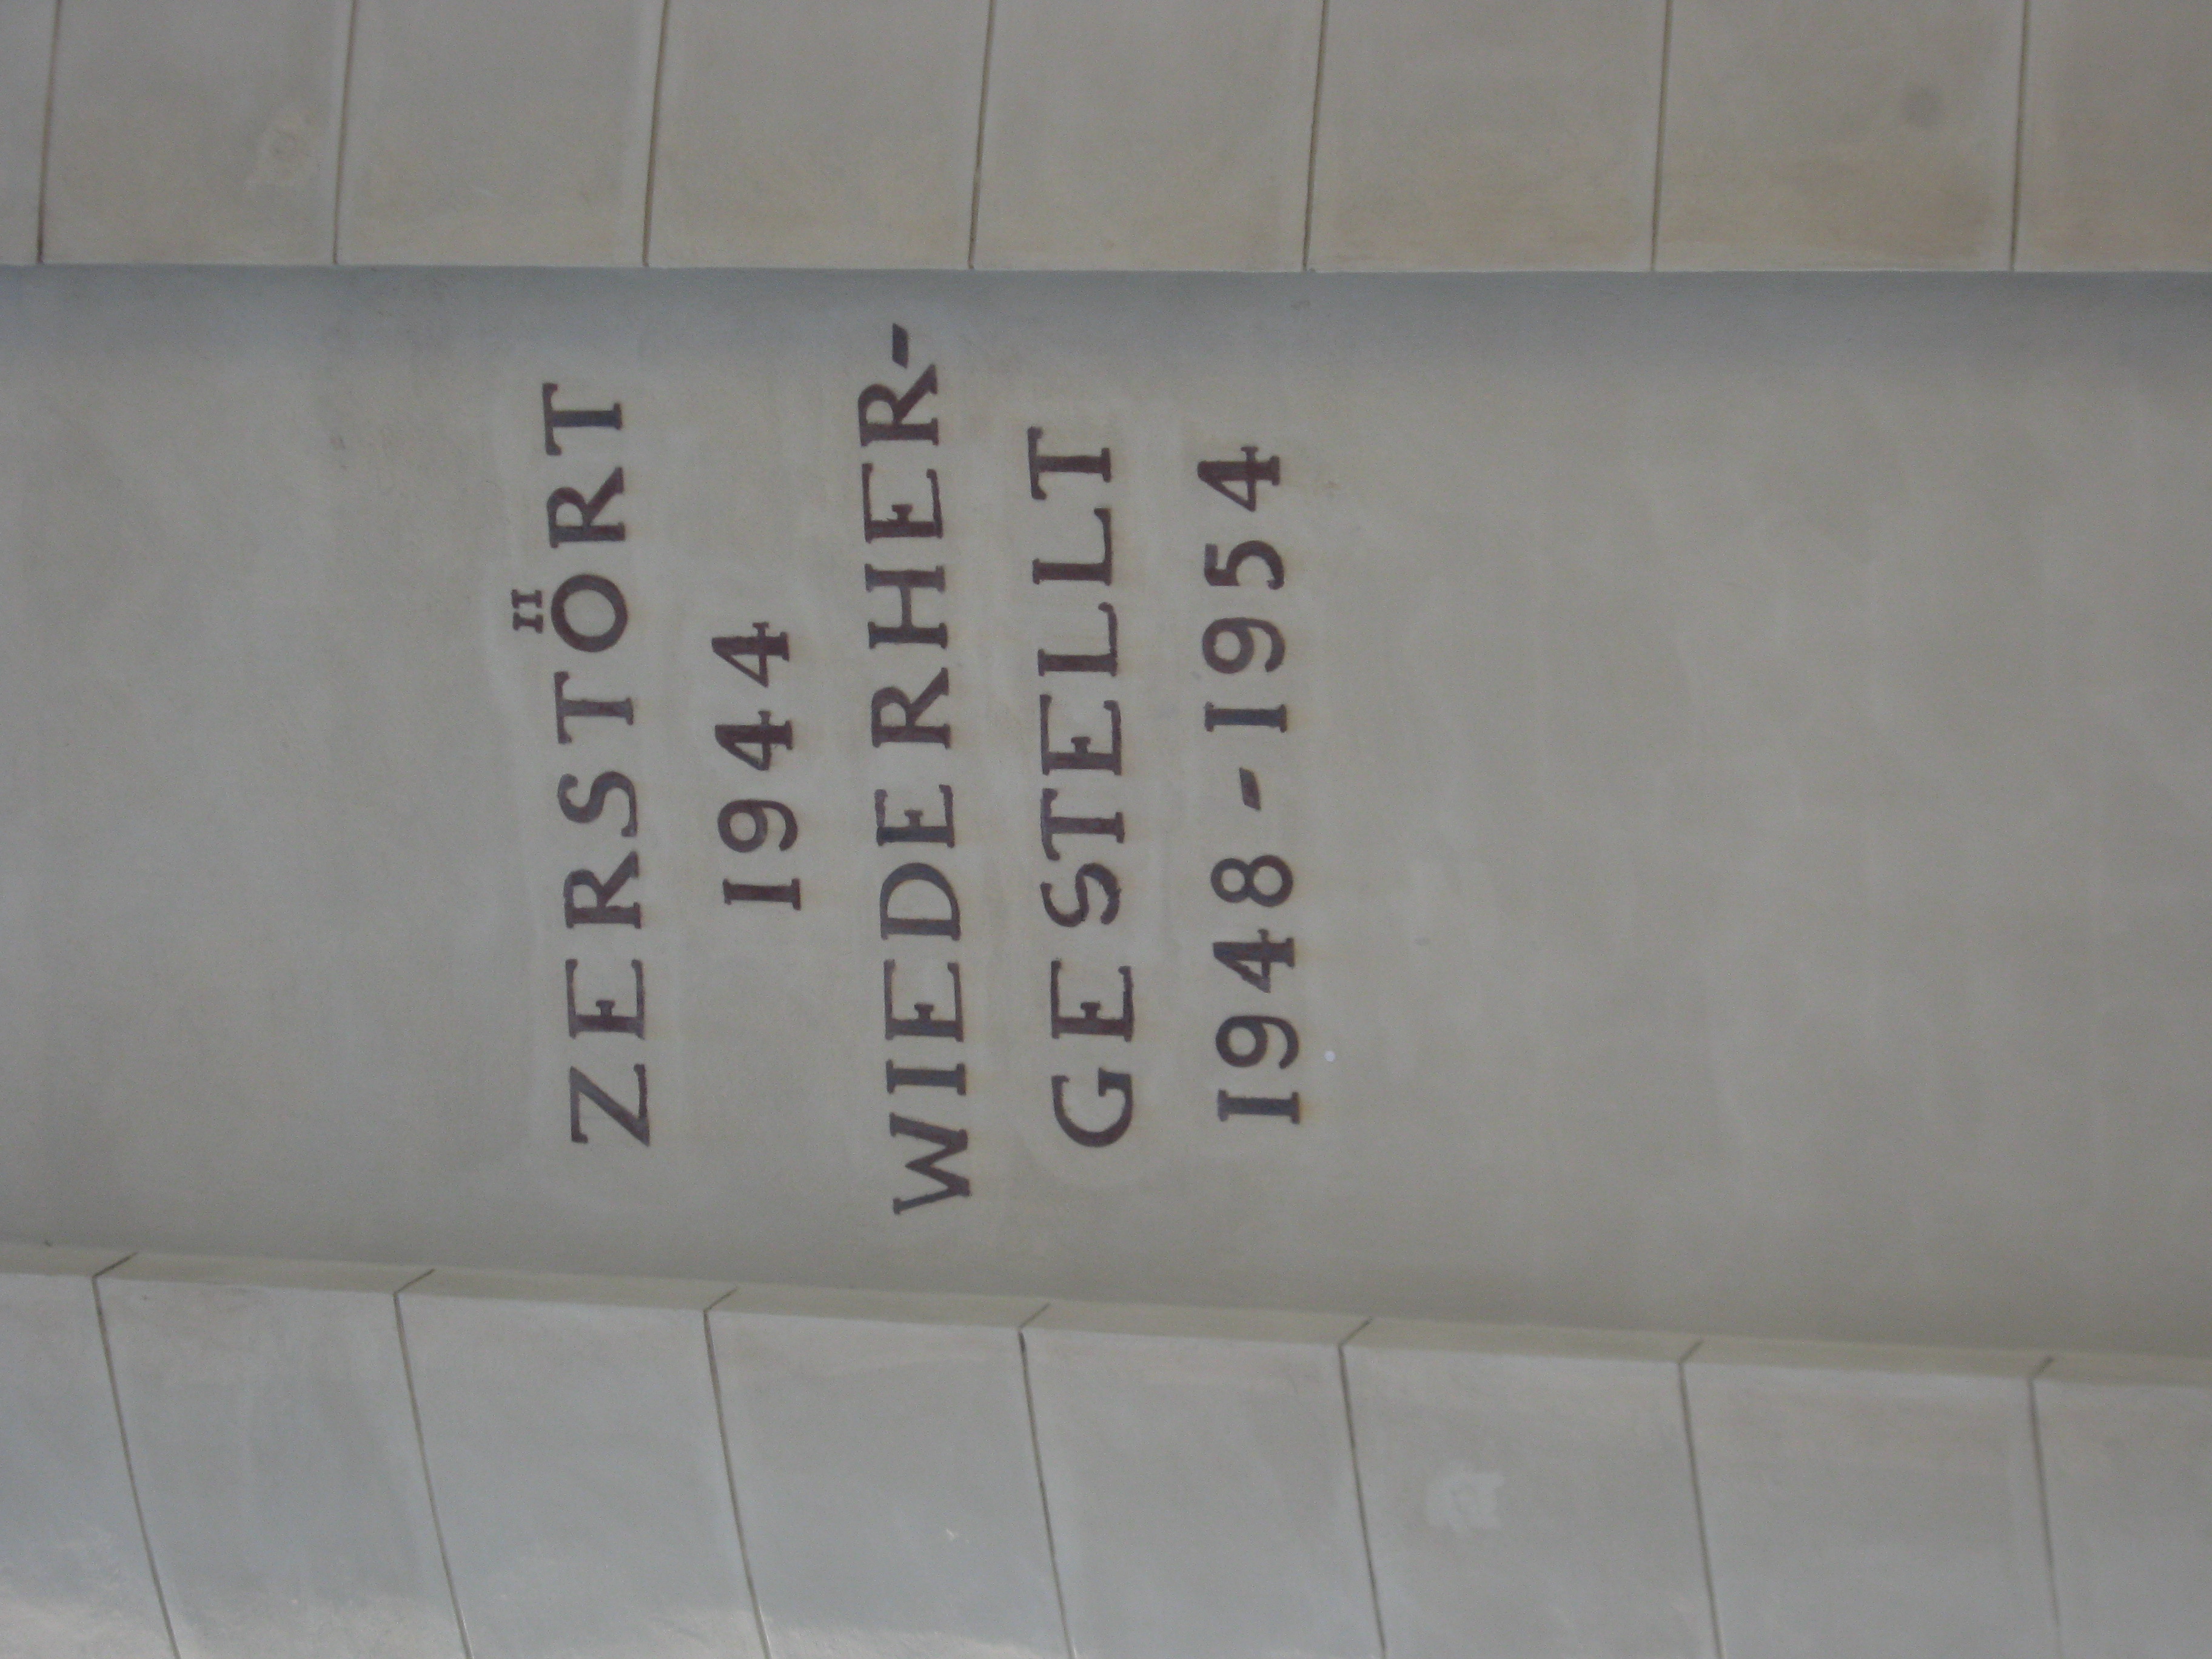 ZERSTÖRT
1944
WIEDERHER-
GESTELLT
1948-1954